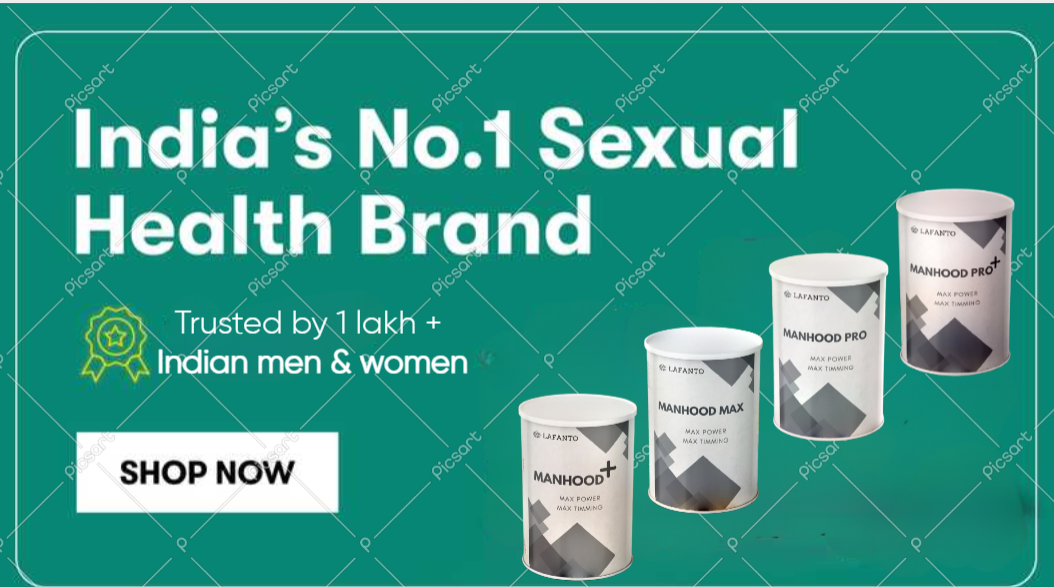 India's No.1 Sexual
Health Brand
Trusted by 1 lakh +
Indian men & women
SHOP NOW
LAFANTO
MANHOOD+
MAX POWER
MAX TIMMING
LAFANTO
MANHOOD MAX
MAX POWER
MAX TIMMING
LAFANTO
MANHOOD PRO
MAX POWER
MAX TIMMING
LAFANTO
MANHOOD PRO+
MAX POWER
MAX TIMMING
Picsart